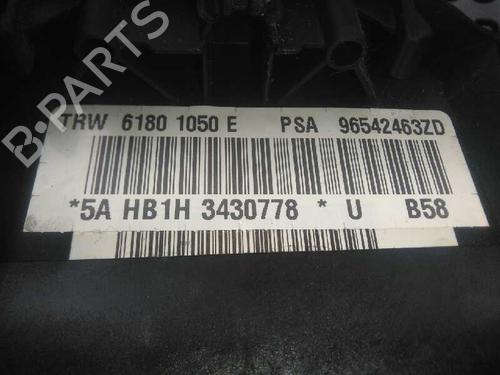 B-PARTS
TRW 6180 1050 E PSA 96542463ZD
*5A HB1H 3430778 * U B58